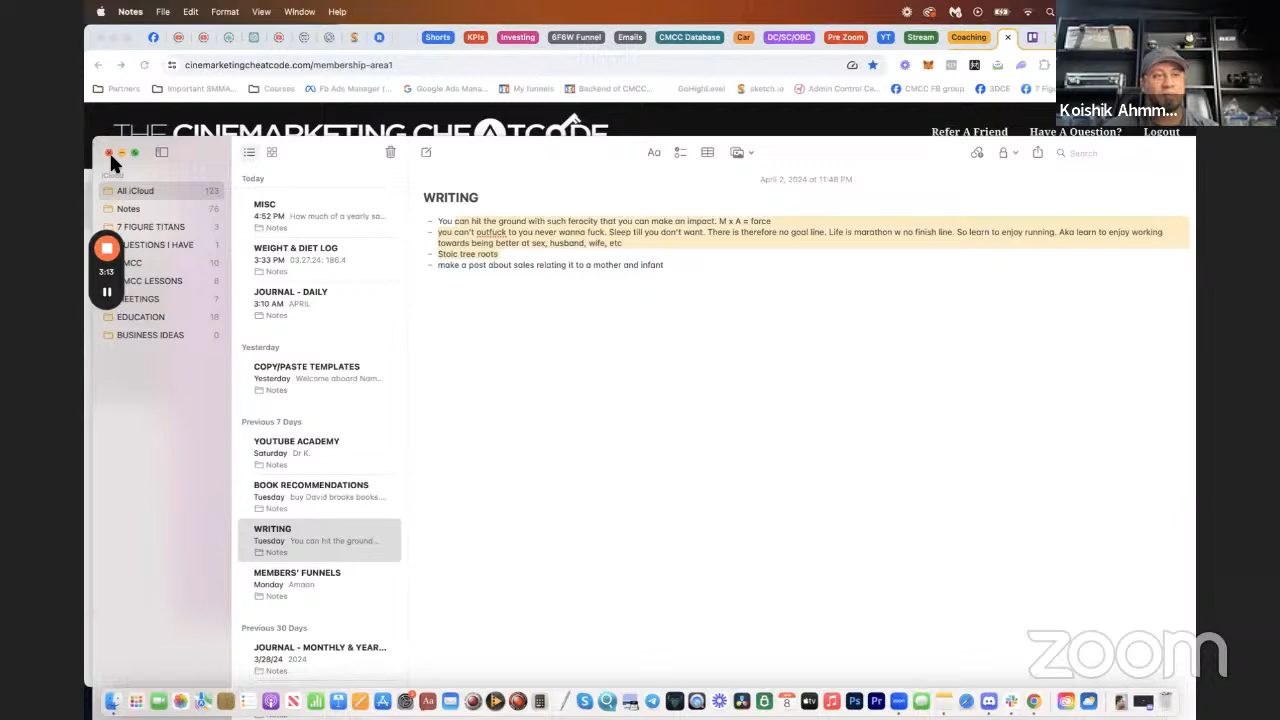 Notes File Edit View Format Window Help
Shorts KPIs Investing 6F6W Funnel Emails CMCC Database Car DC/SC/OBC Pre Zoom YT Stream Coaching
cinemarketingcheatcode.com/membership-area1
Partners Important SMMA... Courses Fb Ads Manager (... Google Ads Mana... My funnels Backend of CMCC... GoHighLevel sketch.io Admin Control Ca... CMCC FB group 3DCE
Koishik Ahmm...
THE CINEMARKETING CHEATCODE
Refer A Friend Have A Question? Logout
Aa
Search
iCloud
All iCloud 123
Notes 76
7 FIGURE TITANS 3
UESTIONS I HAVE 1
MCC 10
MCC LESSONS 8
EETINGS 7
EDUCATION 18
BUSINESS IDEAS 0
3:13
Today
MISC
4:52 PM How much of a yearly sa...
Notes
WEIGHT & DIET LOG
3:33 PM 03.27.24: 186.4
Notes
JOURNAL - DAILY
3:10 AM APRIL
Notes
Yesterday
COPY/PASTE TEMPLATES
Yesterday Welcome aboard Nam...
Notes
Previous 7 Days
YOUTUBE ACADEMY
Saturday Dr K.
Notes
BOOK RECOMMENDATIONS
Tuesday buy David brooks books....
Notes
WRITING
Tuesday You can hit the ground...
Notes
MEMBERS' FUNNELS
Monday Amaan
Notes
Previous 30 Days
JOURNAL - MONTHLY & YEAR...
3/28/24 2024
Notes
April 2, 2024 at 11:48 PM
WRITING
– You can hit the ground with such ferocity that you can make an impact. M x A = force
– you can't outfuck to you never wanna fuck. Sleep till you don't want. There is therefore no goal line. Life is marathon w no finish line. So learn to enjoy running. Aka learn to enjoy working
towards being better at sex, husband, wife, etc
– Stoic tree roots
– make a post about sales relating it to a mother and infant
zoom